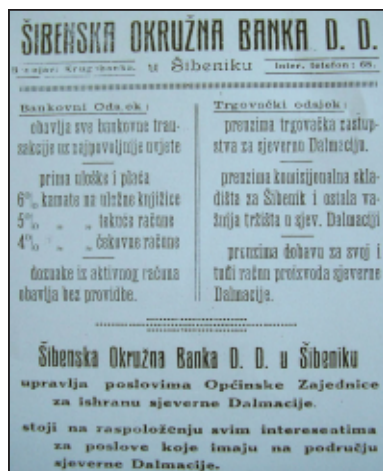 ŠIBENSKA OKRUŽNA BANKA D. D.
u Šibeniku
Inter. telefon: 68.
Bankovni Odsjek:
obavlja sve bankovne tran-
sakcije uz najpovoljnije uvjete
prima uloške i plaća
6% kamate na uložne knjižice
5% „ „ tekuće račune
4% „ „ čekovne račune
doznake iz aktivnog računa
obavlja bez provizije.
Trgovački odsjek:
preuzima trgovačka zastup-
stva za sjevernu Dalmaciju.
preuzima komisijonalna skla-
dišta za Šibenik i ostala va-
žnija tržišta u sjev. Dalmaciji
preuzima dobavu za svoj i
tuđi račun proizvoda sjeverne
Dalmacije.
Šibenska Okružna Banka D. D. u Šibeniku
upravlja poslovima Općinske Zajednice
za ishranu sjeverne Dalmacije.
stoji na raspoloženju svim interesentima
za poslove koje imaju na području
sjeverne Dalmacije.